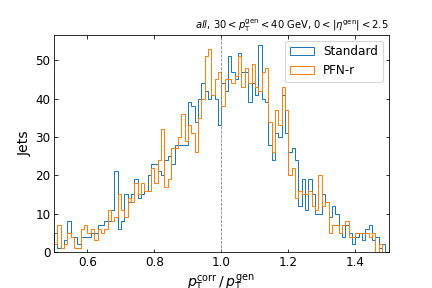 all, 30 < p_T^gen < 40 GeV, 0 < |η^gen| < 2.5
Standard
PFN-r
Jets
50
40
30
20
10
0
0.6 0.8 1.0 1.2 1.4
p_T^corr / p_T^gen